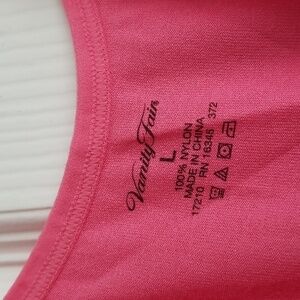 Vanity Fair
L
100% NYLON
MADE IN CHINA
17210 RN 16345 372